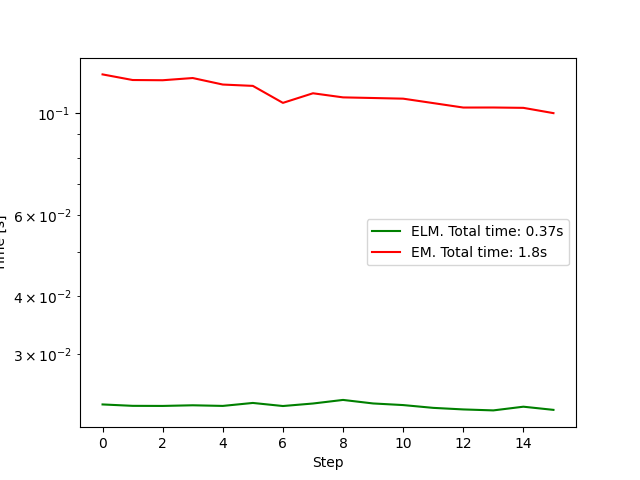 10⁻¹
6 × 10⁻²
4 × 10⁻²
3 × 10⁻²
Time [s]
ELM. Total time: 0.37s
EM. Total time: 1.8s
0 2 4 6 8 10 12 14
Step